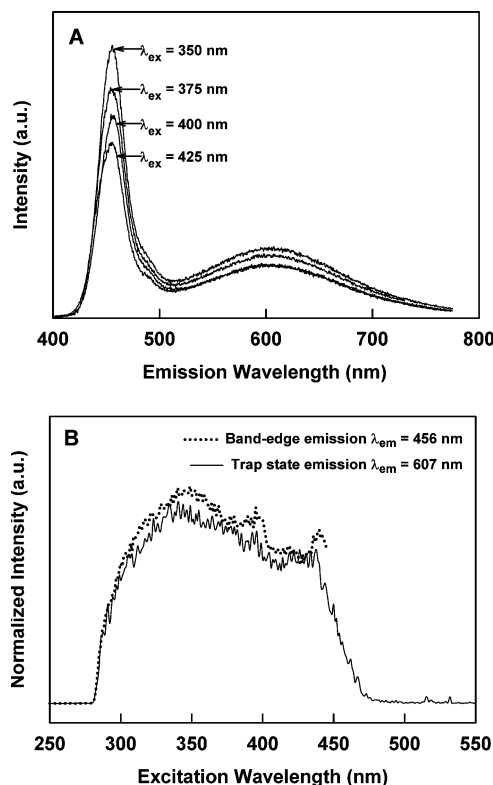 A
λex = 350 nm
λex = 375 nm
λex = 400 nm
λex = 425 nm
Intensity (a.u.)
400 500 600 700 800
Emission Wavelength (nm)
B
Band-edge emission λem = 456 nm
Trap state emission λem = 607 nm
Normalized Intensity (a.u.)
250 300 350 400 450 500 550
Excitation Wavelength (nm)